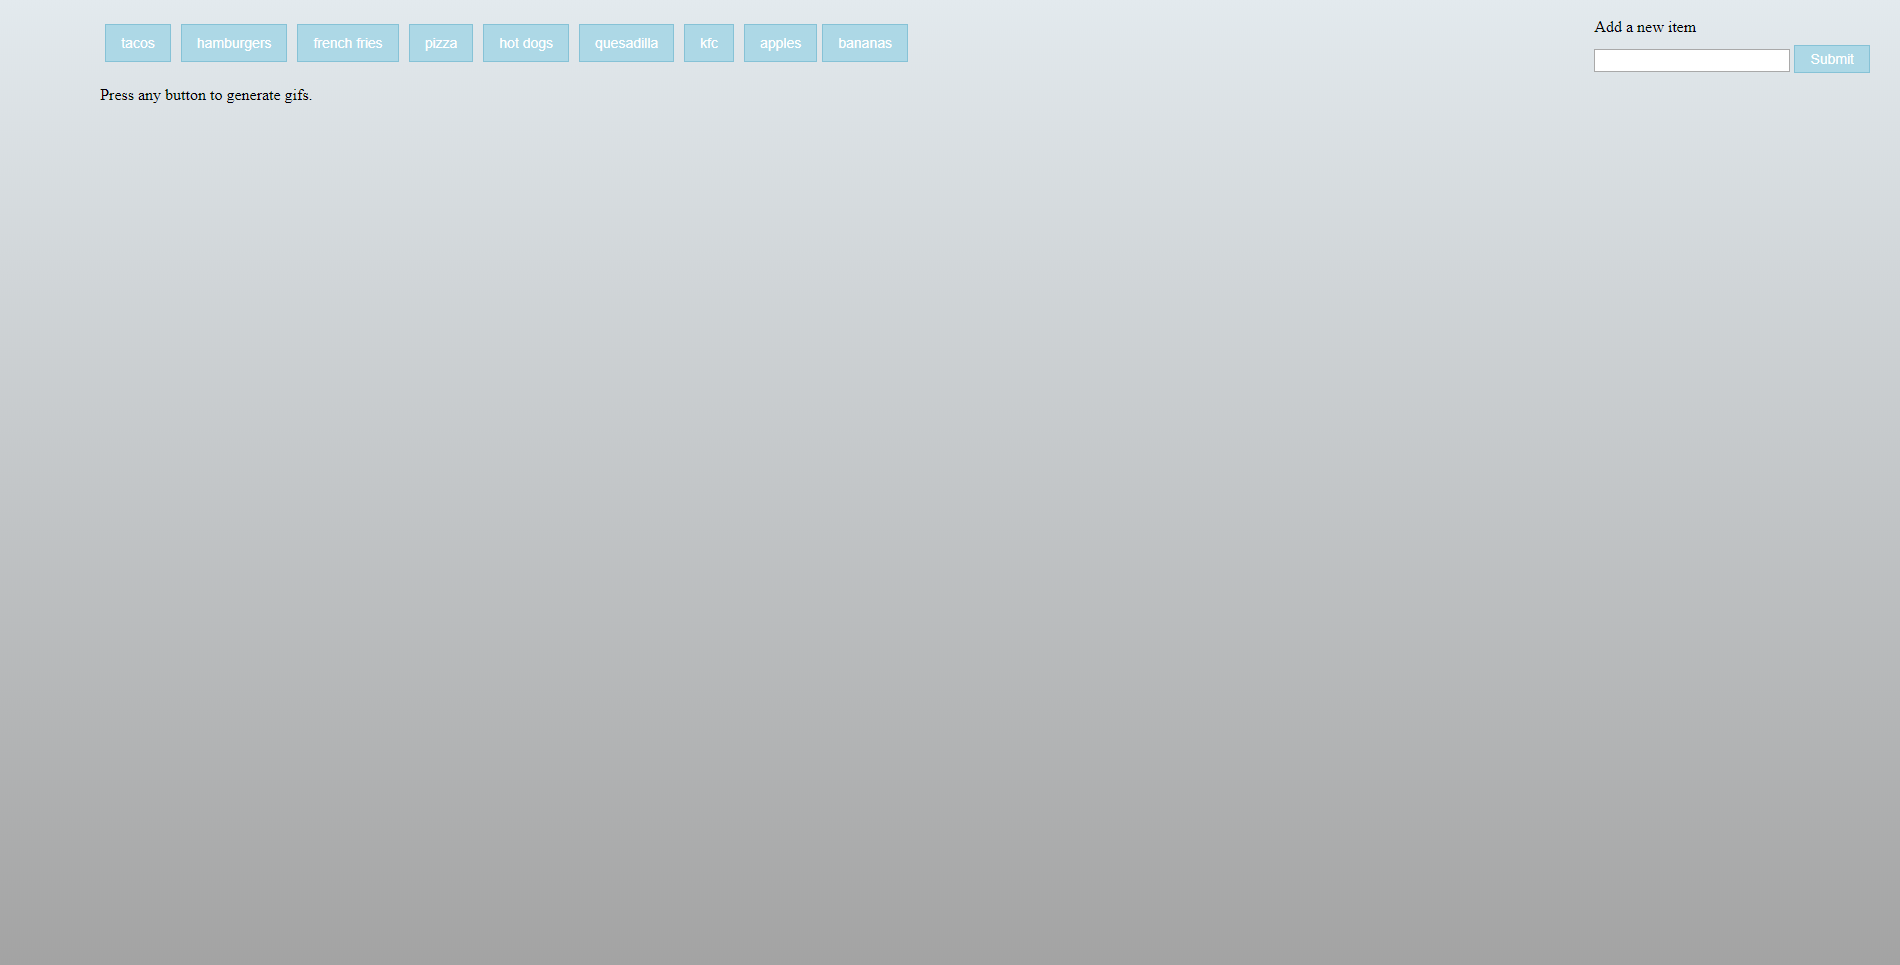 tacos hamburgers french fries pizza hot dogs quesadilla kfc apples bananas
Press any button to generate gifs.
Add a new item
Submit